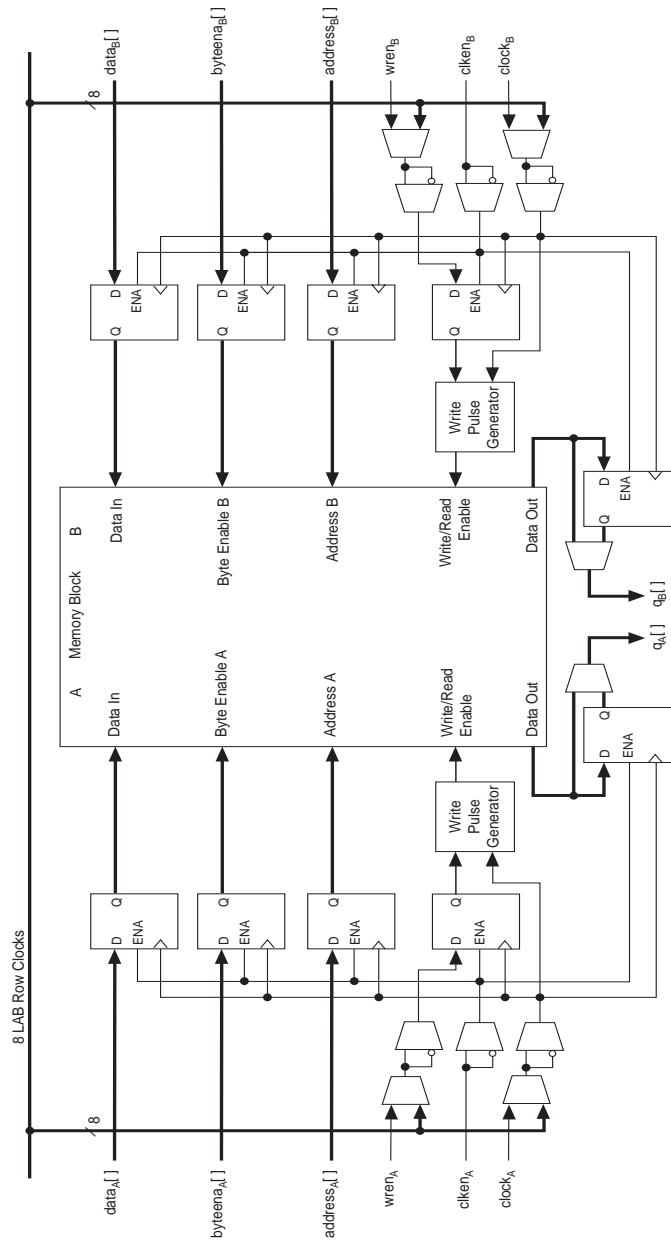 8 LAB Row Clocks
8
8
data_A[ ]
byteena_A[ ]
address_A[ ]
wren_A
clken_A
clock_A
D Q
ENA
D Q
ENA
D Q
ENA
D Q
ENA
Write
Pulse
Generator
A Memory Block B
Data In
Byte Enable A
Address A
Write/Read
Enable
Data Out
Data In
Byte Enable B
Address B
Write/Read
Enable
Data Out
Write
Pulse
Generator
Q D
ENA
Q D
ENA
Q D
ENA
Q D
ENA
data_B[ ]
byteena_B[ ]
address_B[ ]
wren_B
clken_B
clock_B
D Q
ENA
q_A[ ]
Q D
ENA
q_B[ ]